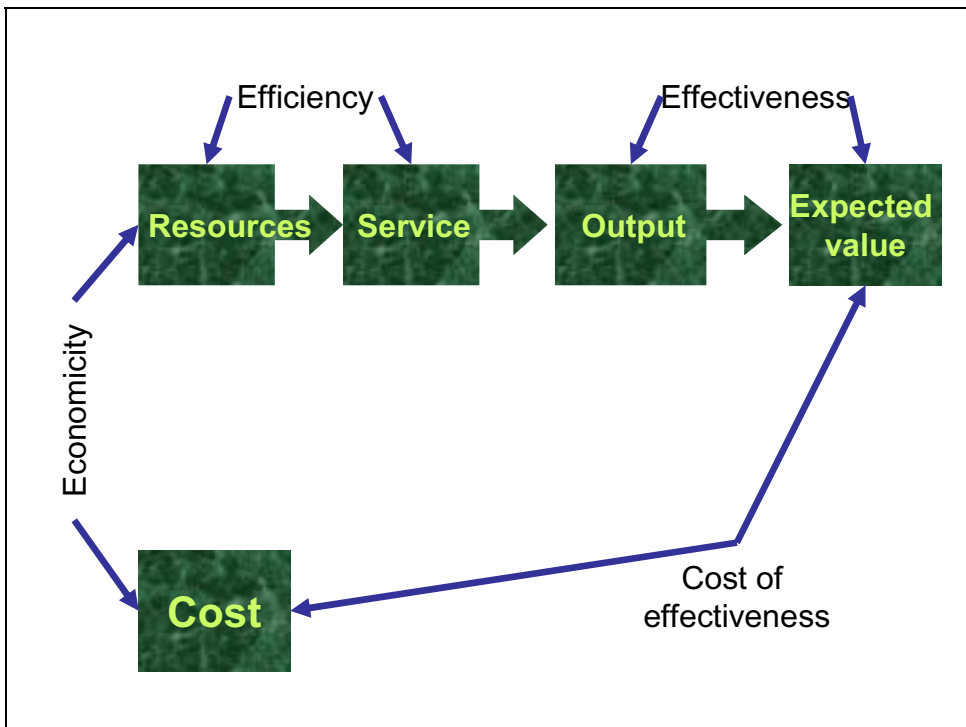 Efficiency
Effectiveness
Resources
Service
Output
Expected
value
Economicity
Cost
Cost of
effectiveness